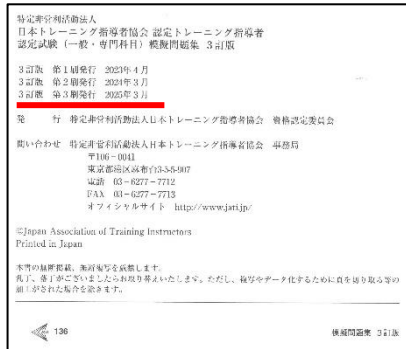 特定非営利活動法人
日本トレーニング指導者協会 認定トレーニング指導者
認定試験（一般・専門科目）模擬問題集 3訂版
3訂版 第1刷発行 2023年4月
3訂版 第2刷発行 2024年3月
3訂版 第3刷発行 2025年3月
発 行 特定非営利活動法人日本トレーニング指導者協会 資格認定委員会
問い合わせ 特定非営利活動法人日本トレーニング指導者協会 事務局
〒106－0041
東京都港区麻布台3-5-5-907
電話 03－6277－7712
FAX 03－6277－7713
オフィシャルサイト http://www.jati.jp/
©Japan Association of Training Instructors
Printed in Japan
本書の無断掲載、無断複写を厳禁します。
乱丁、落丁がございましたらお取り替えいたします。ただし、複写やデータ化するために頁を切り取る等の
細工がされた場合を除きます。
136
模擬問題集 3訂版